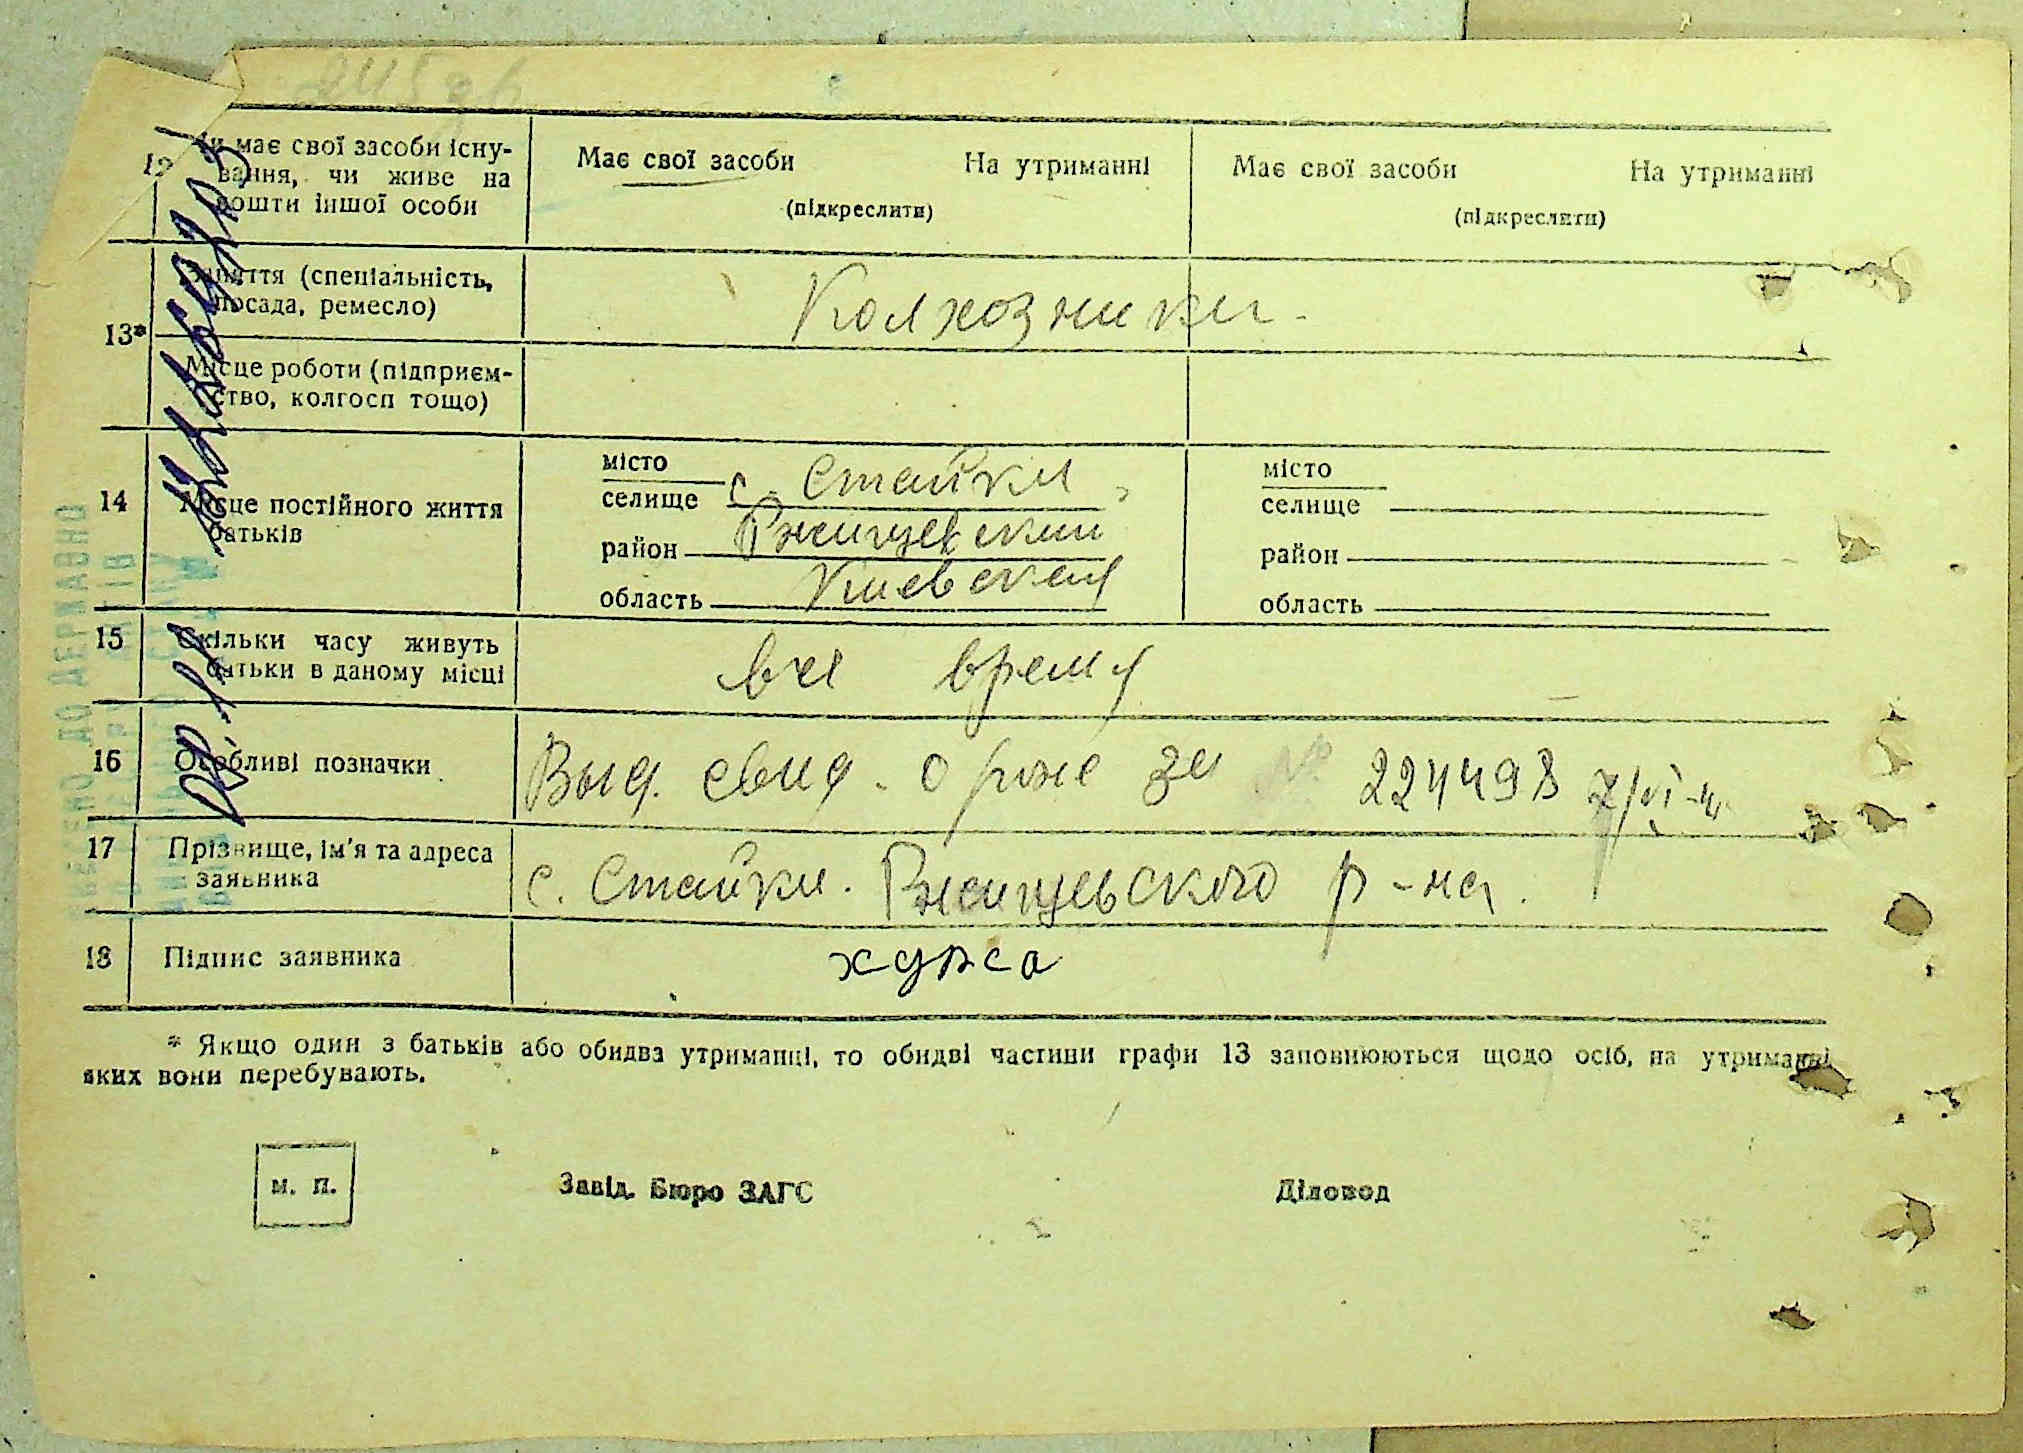 12 Чи має свої засоби існу- Має свої засоби На утриманні Має свої засоби На утриманні
вання, чи живе на (підкреслити) (підкреслити)
кошти іншої особи
13* Заняття (спеціальність, Колхозники
посада, ремесло)
Місце роботи (підприєм-
ство, колгосп тощо)
14 Місце постійного життя
батьків
місто
селище с. Стайки
район Ржищевский
область Киевская
місто
селище
район
область
15 Скільки часу живуть все время
батьки в даному місці
16 Особливі позначки Выд. свид. о рож за № 224498
17 Прізвище, ім'я та адреса с. Стайки. Ржищевского р-на.
заявника
18 Підпис заявника
* Якщо один з батьків або обидва утриманці, то обидві частини графи 13 заповнюються щодо осіб, на утриманні
яких вони перебувають.
м. п. Завід. Бюро ЗАГС Діловод